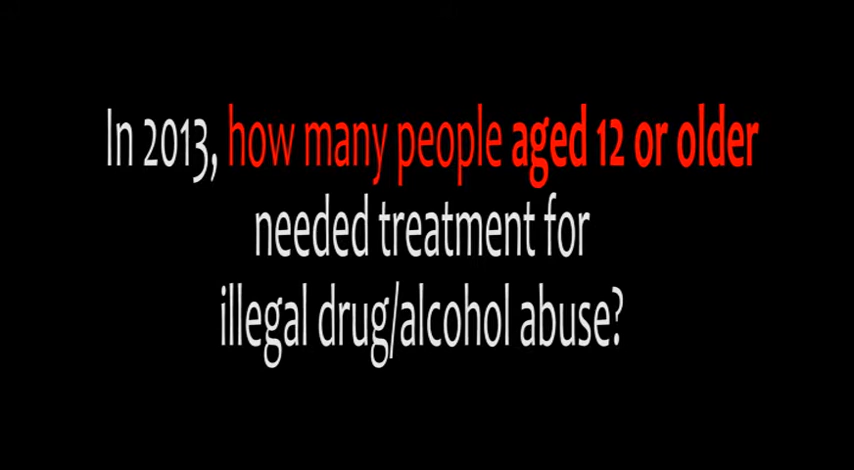 In 2013, how many people aged 12 or older
needed treatment for
illegal drug/alcohol abuse?